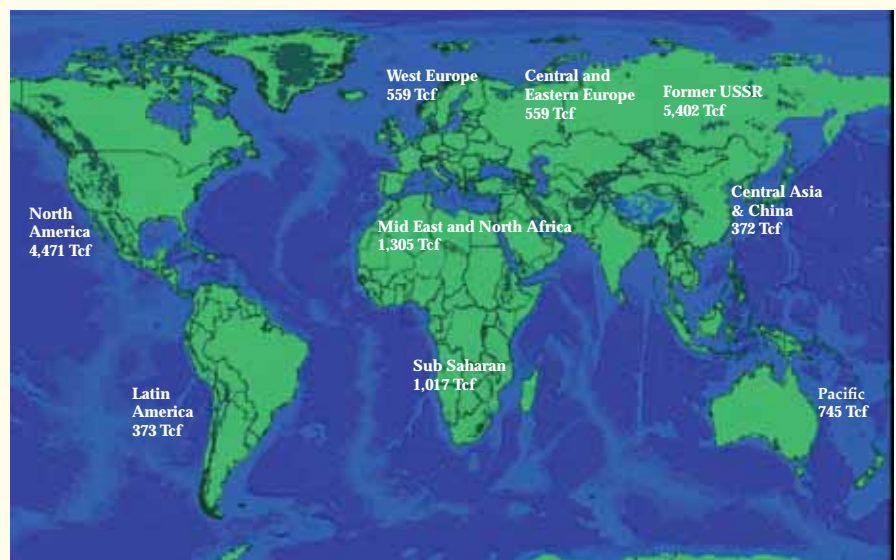 West Europe
559 Tcf
Central and
Eastern Europe
559 Tcf
Former USSR
5,402 Tcf
North
America
4,471 Tcf
Mid East and North Africa
1,305 Tcf
Central Asia
& China
372 Tcf
Sub Saharan
1,017 Tcf
Latin
America
373 Tcf
Pacific
745 Tcf